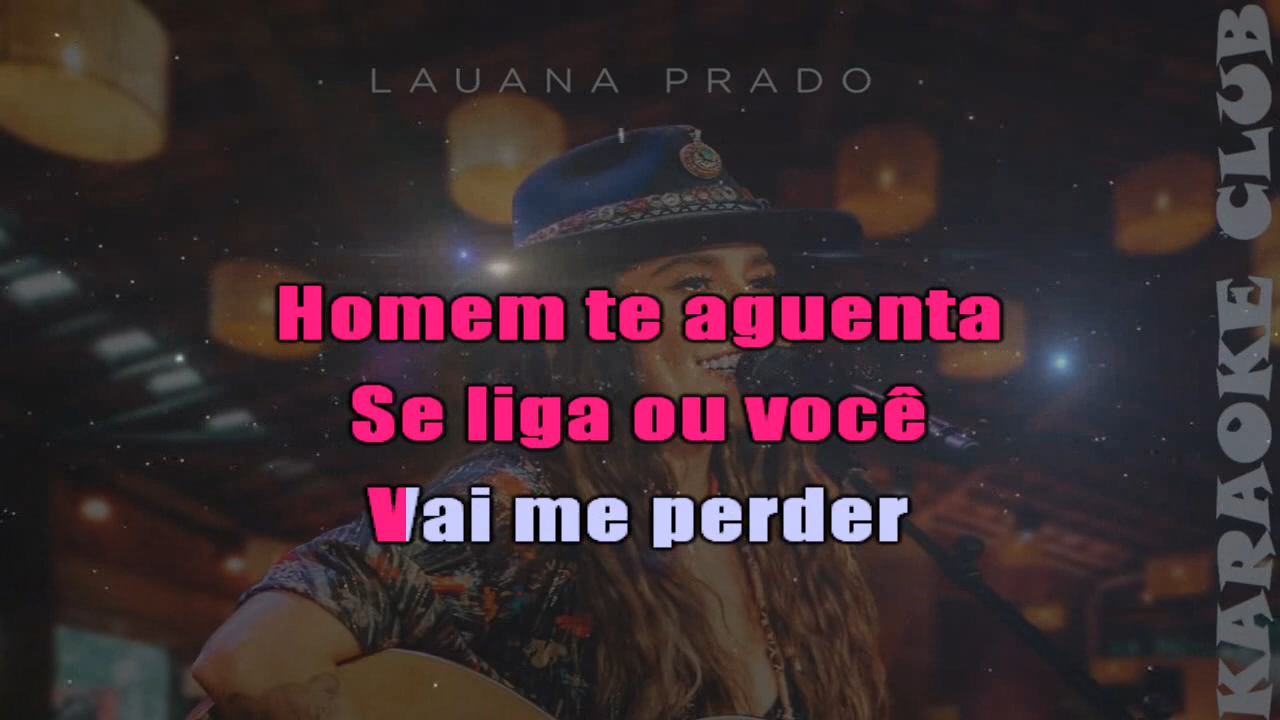 · LAUANA PRADO ·
Homem te aguenta
Se liga ou você
Vai me perder
KARAOKE CLUB